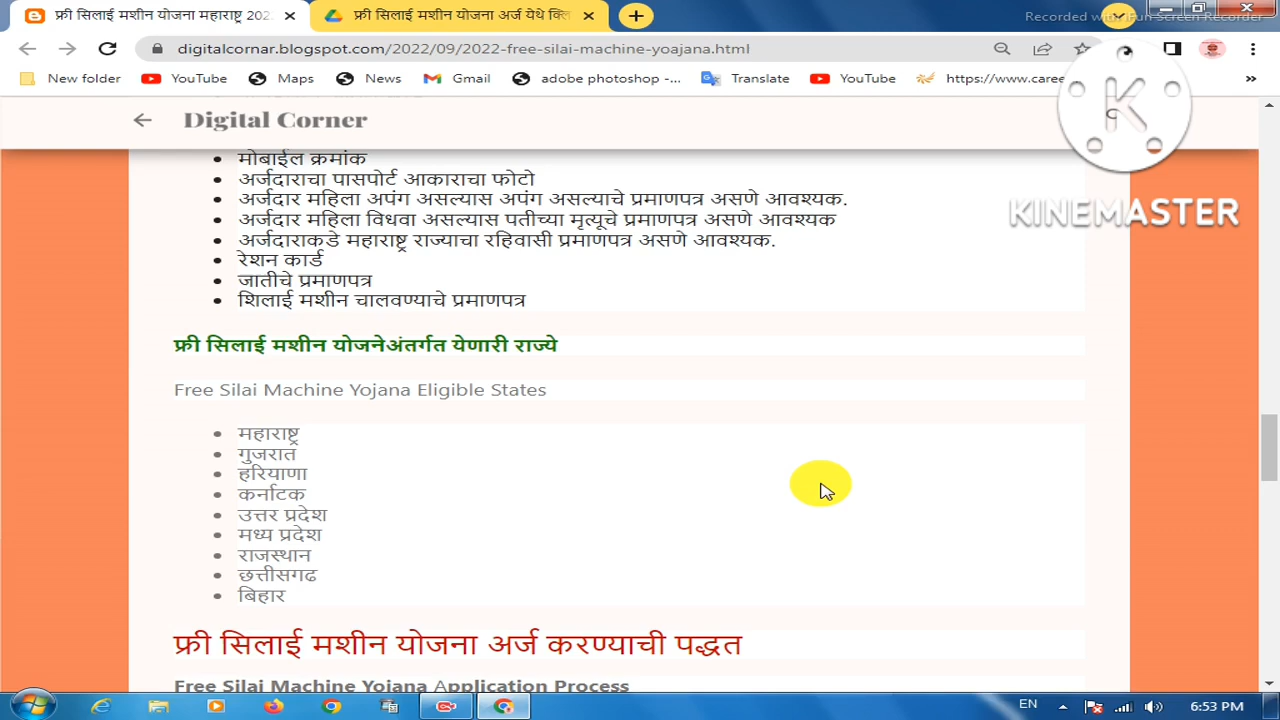 फ्री सिलाई मशीन योजना महाराष्ट्र 202
फ्री सिलाई मशीन योजना अर्ज येथे क्लि
Recorded with iFun Screen Recorder
digitalcornar.blogspot.com/2022/09/2022-free-silai-machine-yoajana.html
New folder YouTube Maps News Gmail adobe photoshop -... Translate YouTube https://www.caree »
Digital Corner
KINEMASTER
मोबाईल क्रमांक
अर्जदाराचा पासपोर्ट आकाराचा फोटो
अर्जदार महिला अपंग असल्यास अपंग असल्याचे प्रमाणपत्र असणे आवश्यक.
अर्जदार महिला विधवा असल्यास पतीच्या मृत्यूचे प्रमाणपत्र असणे आवश्यक
अर्जदाराकडे महाराष्ट्र राज्याचा रहिवासी प्रमाणपत्र असणे आवश्यक.
रेशन कार्ड
जातीचे प्रमाणपत्र
शिलाई मशीन चालवण्याचे प्रमाणपत्र
फ्री सिलाई मशीन योजनेअंतर्गत येणारी राज्ये
Free Silai Machine Yojana Eligible States
महाराष्ट्र
गुजरात
हरियाणा
कर्नाटक
उत्तर प्रदेश
मध्य प्रदेश
राजस्थान
छत्तीसगढ
बिहार
फ्री सिलाई मशीन योजना अर्ज करण्याची पद्धत
Free Silai Machine Yojana Application Process
EN
6:53 PM